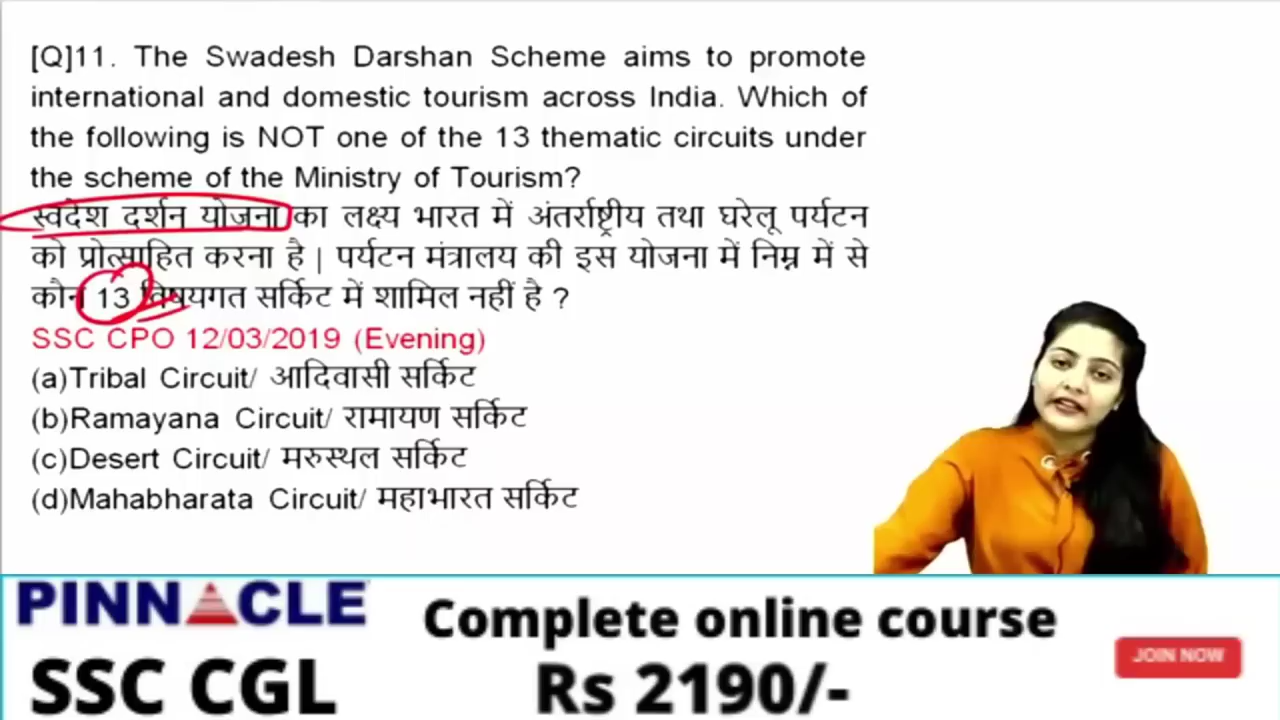 [Q]11. The Swadesh Darshan Scheme aims to promote
international and domestic tourism across India. Which of
the following is NOT one of the 13 thematic circuits under
the scheme of the Ministry of Tourism?
स्वदेश दर्शन योजना का लक्ष्य भारत में अंतर्राष्ट्रीय तथा घरेलू पर्यटन
को प्रोत्साहित करना है | पर्यटन मंत्रालय की इस योजना में निम्न में से
कौन 13 विषयगत सर्किट में शामिल नहीं है ?
SSC CPO 12/03/2019 (Evening)
(a)Tribal Circuit/ आदिवासी सर्किट
(b)Ramayana Circuit/ रामायण सर्किट
(c)Desert Circuit/ मरुस्थल सर्किट
(d)Mahabharata Circuit/ महाभारत सर्किट
PINNACLE
SSC CGL
Complete online course
Rs 2190/-
JOIN NOW